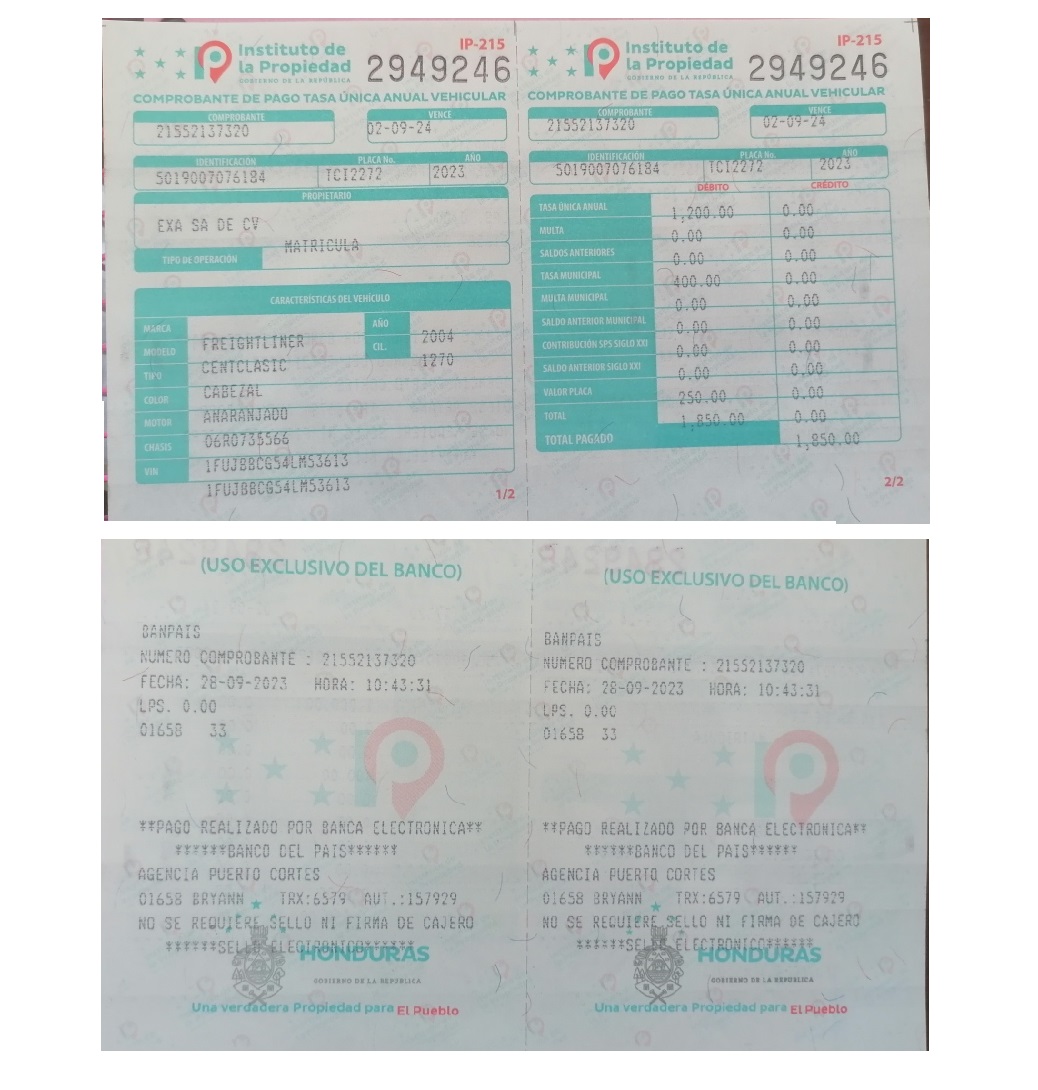 IP-215
Instituto de
la Propiedad
GOBIERNO DE LA REPÚBLICA
2949246
COMPROBANTE DE PAGO TASA ÚNICA ANUAL VEHICULAR
COMPROBANTE VENCE
21552137320 02-09-24
IDENTIFICACIÓN PLACA No. AÑO
5019007076184 TCI2272 2023
PROPIETARIO
EXA SA DE CV
MATRICULA
TIPO DE OPERACIÓN
CARACTERÍSTICAS DEL VEHÍCULO
MARCA AÑO
FREIGHTLINER 2004
MODELO CIL.
CENTCLASIC 1270
TIPO
CABEZAL
COLOR
ANARANJADO
MOTOR
06R0735566
CHASIS
1FUJBBCG54LM53613
VIN
1FUJBBCG54LM53613
1/2
IP-215
Instituto de
la Propiedad
GOBIERNO DE LA REPÚBLICA
2949246
COMPROBANTE DE PAGO TASA ÚNICA ANUAL VEHICULAR
COMPROBANTE VENCE
21552137320 02-09-24
IDENTIFICACIÓN PLACA No. AÑO
5019007076184 TCI2272 2023
DÉBITO CRÉDITO
TASA ÚNICA ANUAL 1,200.00 0.00
MULTA 0.00 0.00
SALDOS ANTERIORES 0.00 0.00
TASA MUNICIPAL 400.00 0.00
MULTA MUNICIPAL 0.00 0.00
SALDO ANTERIOR MUNICIPAL 0.00 0.00
CONTRIBUCIÓN SPS SIGLO XXI 0.00 0.00
SALDO ANTERIOR SIGLO XXI 0.00 0.00
VALOR PLACA 250.00 0.00
TOTAL 1,850.00 0.00
TOTAL PAGADO 1,850.00
2/2
(USO EXCLUSIVO DEL BANCO)
BANPAIS
NUMERO COMPROBANTE : 21552137320
FECHA: 28-09-2023 HORA: 10:43:31
LPS. 0.00
01658 33
**PAGO REALIZADO POR BANCA ELECTRONICA**
******BANCO DEL PAIS******
AGENCIA PUERTO CORTES
01658 BRYANN TRX:6579 AUT.:157929
NO SE REQUIERE SELLO NI FIRMA DE CAJERO
******SELLO ELECTRONICO******
HONDURAS
GOBIERNO DE LA REPÚBLICA
Una verdadera Propiedad para El Pueblo
(USO EXCLUSIVO DEL BANCO)
BANPAIS
NUMERO COMPROBANTE : 21552137320
FECHA: 28-09-2023 HORA: 10:43:31
LPS. 0.00
01658 33
**PAGO REALIZADO POR BANCA ELECTRONICA**
******BANCO DEL PAIS******
AGENCIA PUERTO CORTES
01658 BRYANN TRX:6579 AUT.:157929
NO SE REQUIERE SELLO NI FIRMA DE CAJERO
******SELLO ELECTRONICO******
HONDURAS
GOBIERNO DE LA REPÚBLICA
Una verdadera Propiedad para El Pueblo